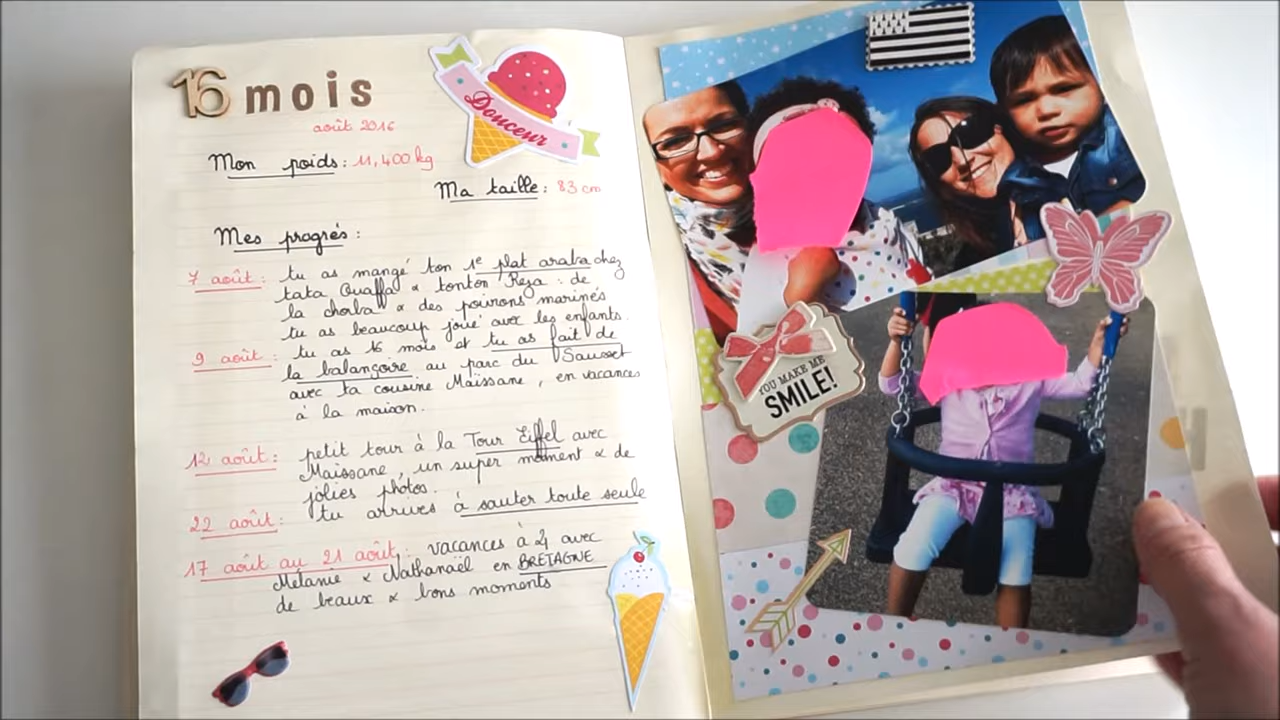 16 mois
Douceur
août 2016
Mon poids : 11,400 kg
Ma taille : 83 cm
Mes progrés :
7 août : tu as mangé ton 1e plat araba chez
tata Ouaffa & tonton Reza : de
la chorba & des poivrons marinés
tu as beaucoup joué avec les enfants.
9 août : tu as 16 mois et tu as fait de
la balançoire au parc du Sausset
avec ta cousine Maïssane, en vacances
à la maison.
12 août : petit tour à la Tour Eiffel avec
Maïssane, un super moment & de
jolies photos.
22 août : tu arrives à sauter toute seule
17 août au 21 août : vacances à 4 avec
Mélanie & Nathanaël en BRETAGNE
de beaux & bons moments
YOU MAKE ME
SMILE!